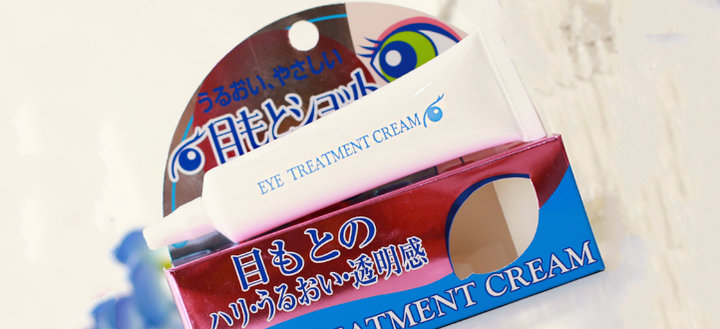 うるおい、やさしい
目もとショット
EYE TREATMENT CREAM
目もとの
ハリ・うるおい・透明感
TREATMENT CREAM